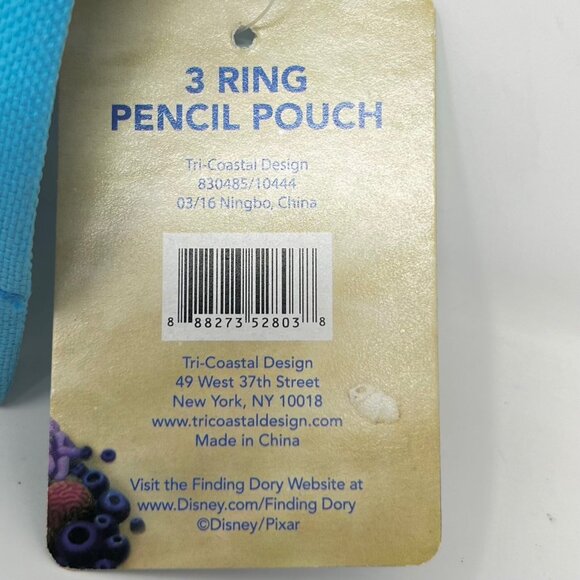 3 RING
PENCIL POUCH
Tri-Coastal Design
830485/10444
03/16 Ningbo, China
8 88273 52803 8
Tri-Coastal Design
49 West 37th Street
New York, NY 10018
www.tricoastaldesign.com
Made in China
Visit the Finding Dory Website at
www.Disney.com/Finding Dory
©Disney/Pixar